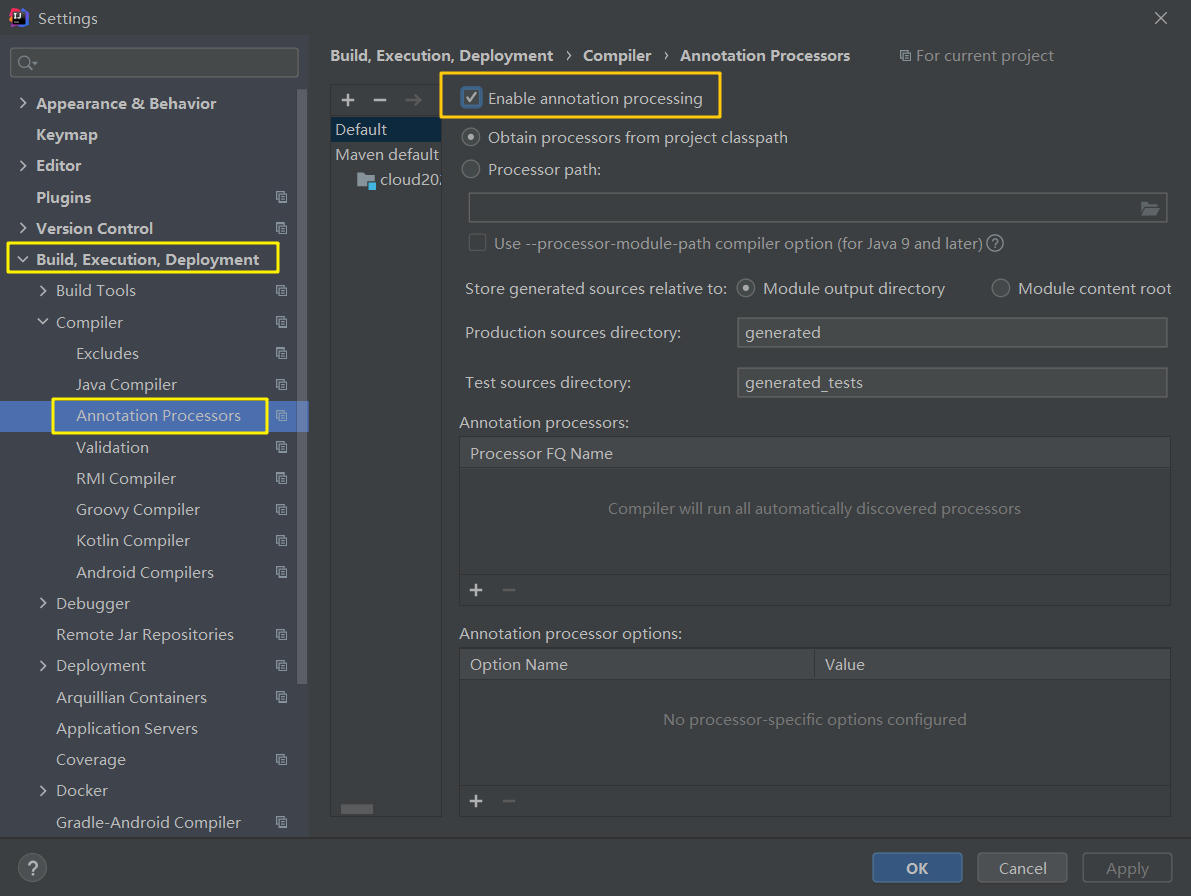 Settings
Appearance & Behavior
Keymap
Editor
Plugins
Version Control
Build, Execution, Deployment
Build Tools
Compiler
Excludes
Java Compiler
Annotation Processors
Validation
RMI Compiler
Groovy Compiler
Kotlin Compiler
Android Compilers
Debugger
Remote Jar Repositories
Deployment
Arquillian Containers
Application Servers
Coverage
Docker
Gradle-Android Compiler
Build, Execution, Deployment › Compiler › Annotation Processors For current project
Default
Maven default
cloud202
Enable annotation processing
Obtain processors from project classpath
Processor path:
Use --processor-module-path compiler option (for Java 9 and later) ?
Store generated sources relative to: Module output directory Module content root
Production sources directory: generated
Test sources directory: generated_tests
Annotation processors:
Processor FQ Name
Compiler will run all automatically discovered processors
Annotation processor options:
Option Name Value
No processor-specific options configured
? OK Cancel Apply